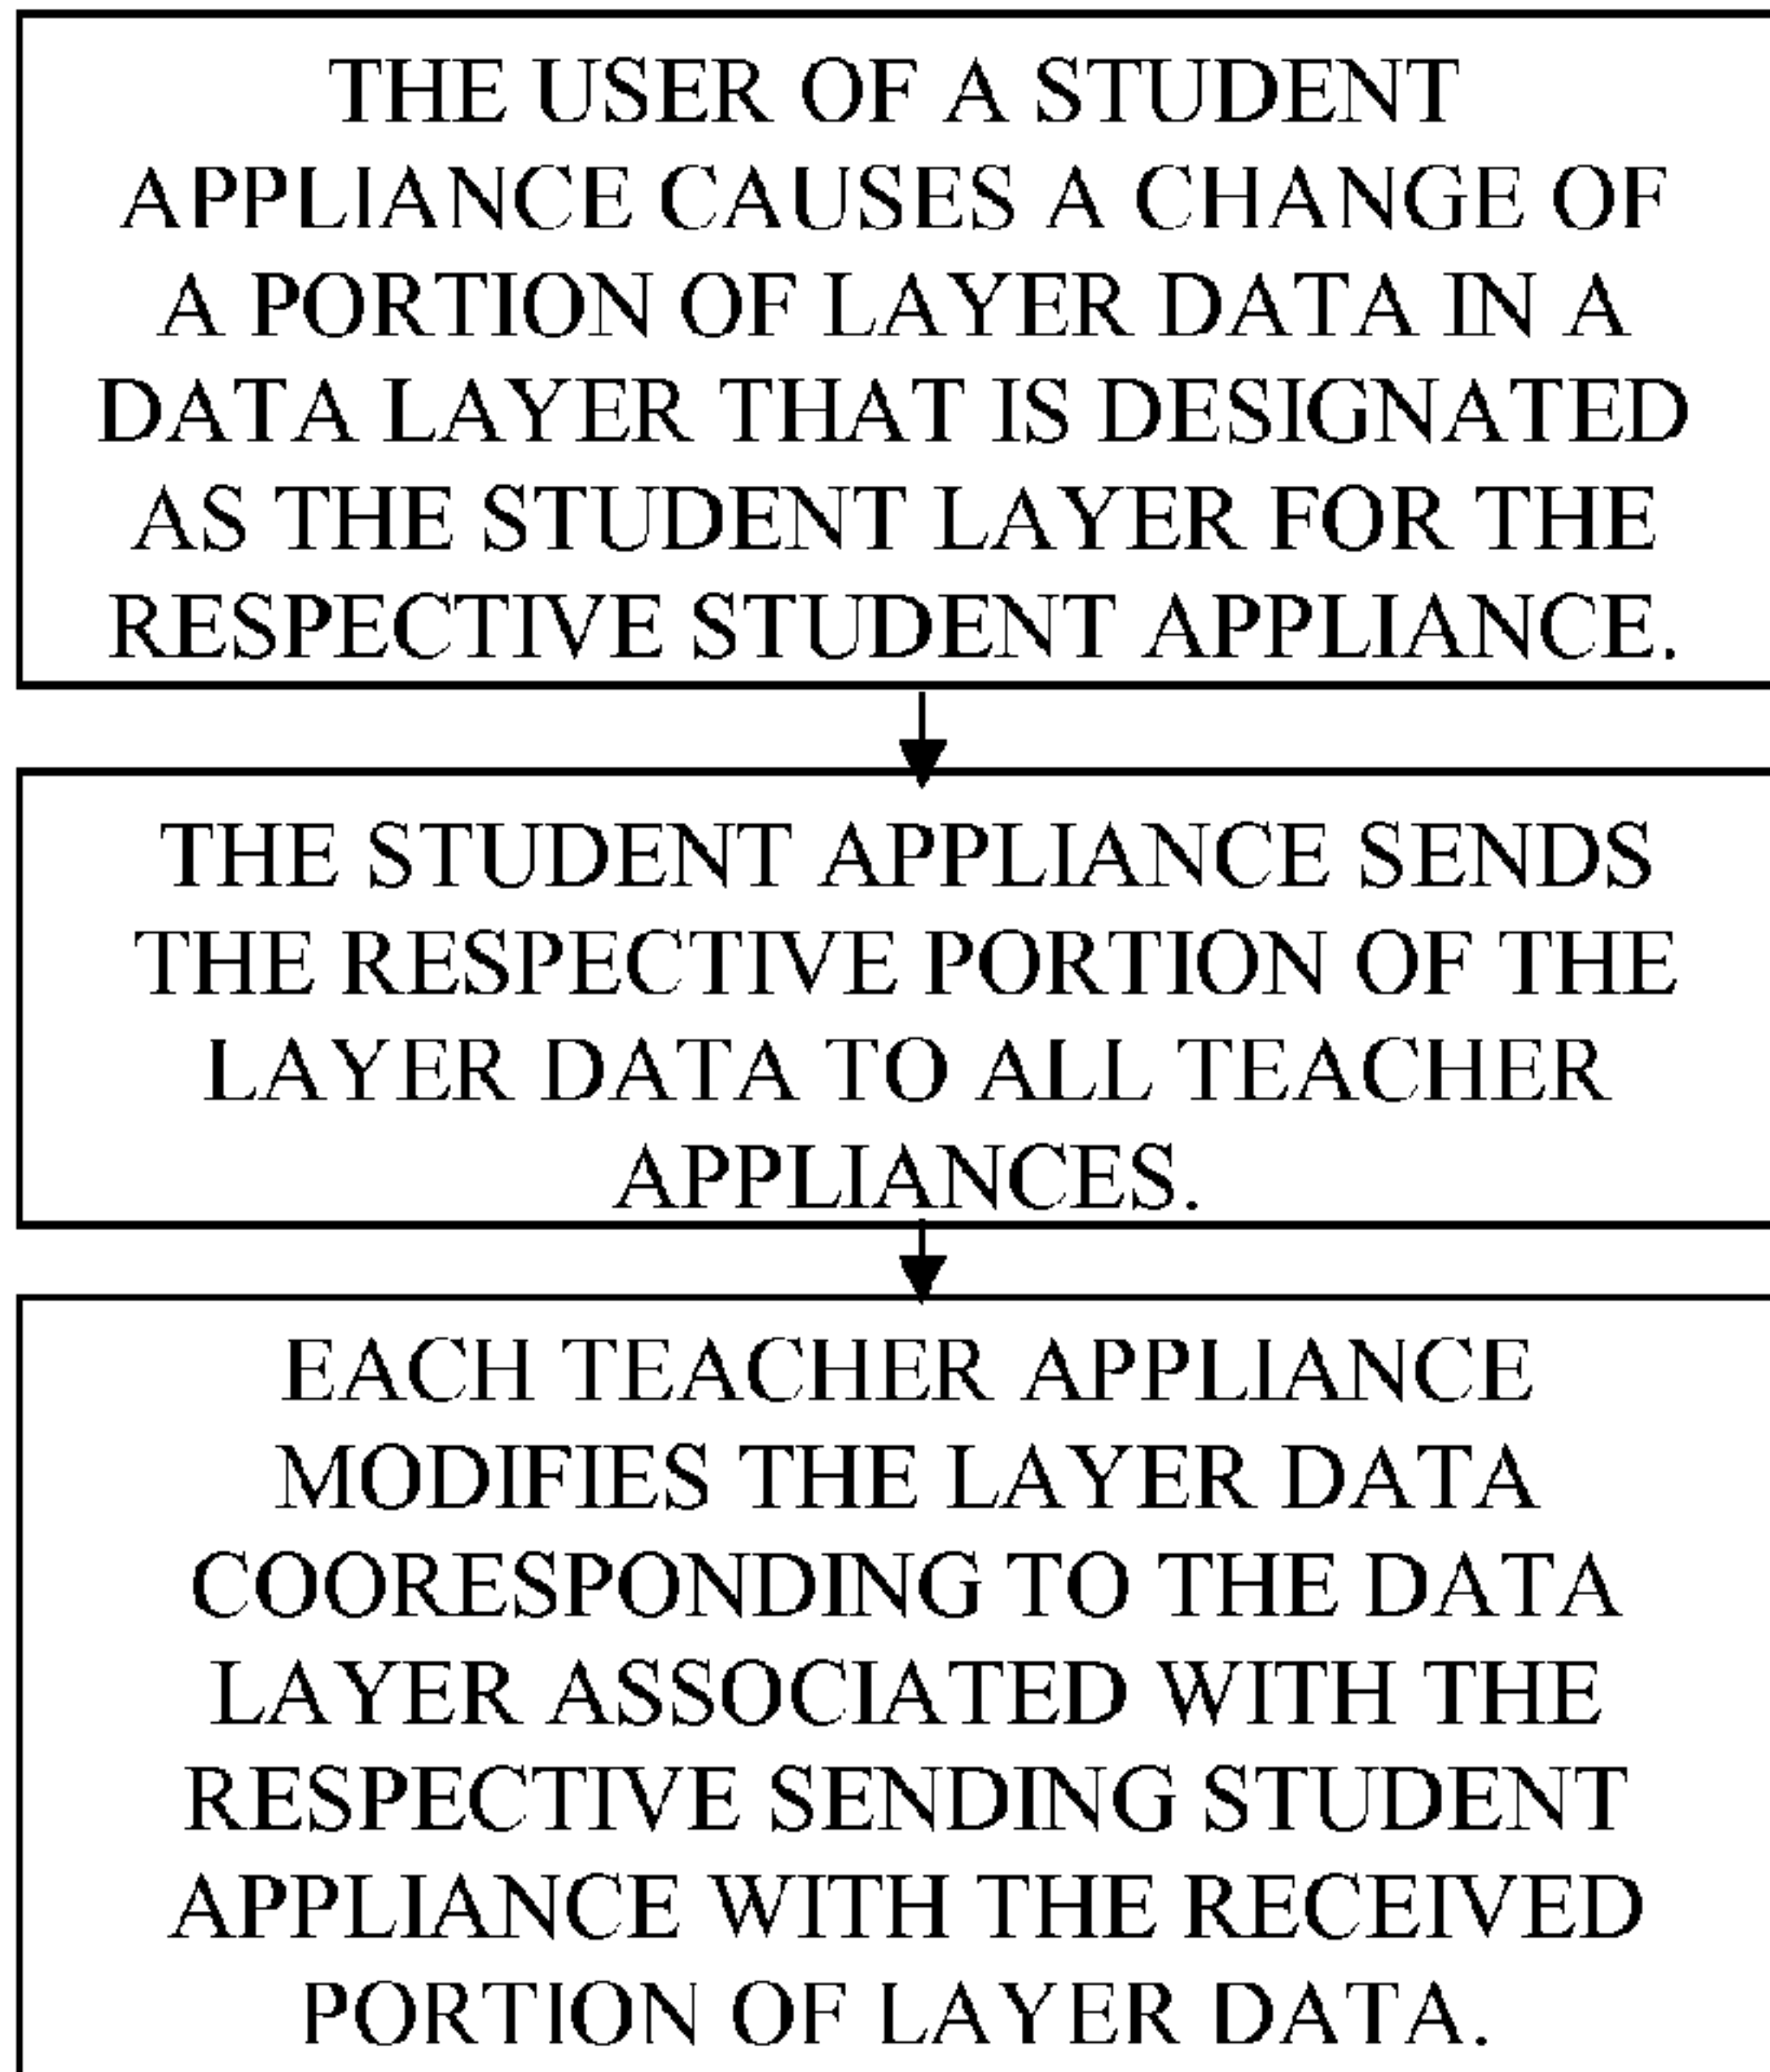 THE USER OF A STUDENT
APPLIANCE CAUSES A CHANGE OF
A PORTION OF LAYER DATA IN A
DATA LAYER THAT IS DESIGNATED
AS THE STUDENT LAYER FOR THE
RESPECTIVE STUDENT APPLIANCE.
THE STUDENT APPLIANCE SENDS
THE RESPECTIVE PORTION OF THE
LAYER DATA TO ALL TEACHER
APPLIANCES.
EACH TEACHER APPLIANCE
MODIFIES THE LAYER DATA
COORESPONDING TO THE DATA
LAYER ASSOCIATED WITH THE
RESPECTIVE SENDING STUDENT
APPLIANCE WITH THE RECEIVED
PORTION OF LAYER DATA.